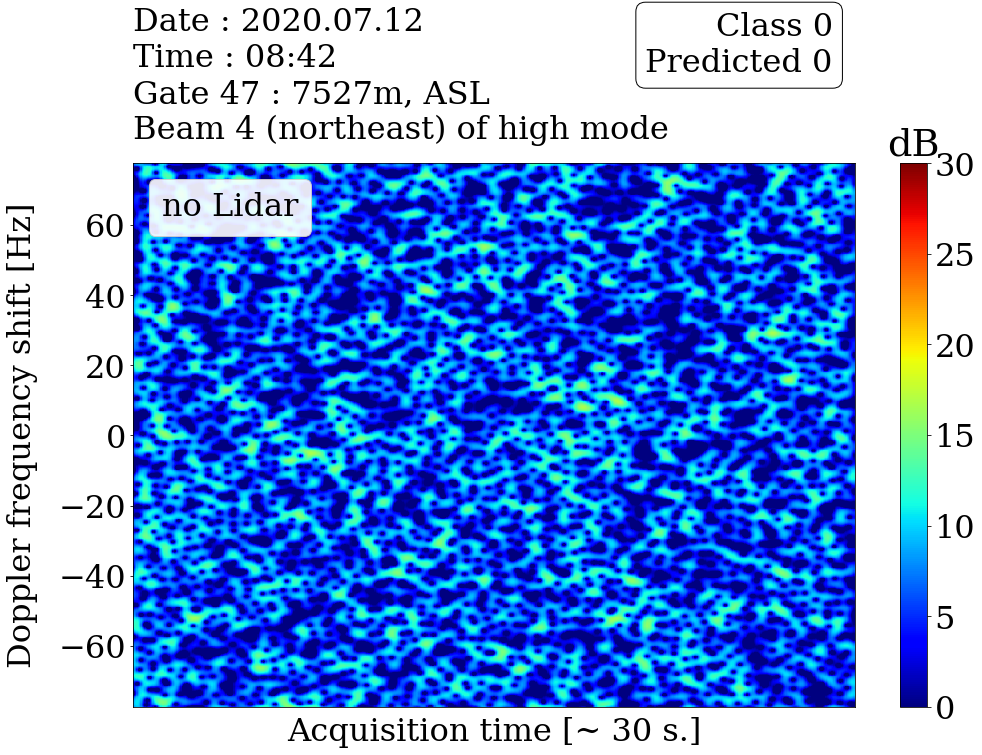 Date : 2020.07.12
Time : 08:42
Gate 47 : 7527m, ASL
Beam 4 (northeast) of high mode
Class 0
Predicted 0
dB
no Lidar
Doppler frequency shift [Hz]
60
40
20
0
−20
−40
−60
30
25
20
15
10
5
0
Acquisition time [~ 30 s.]